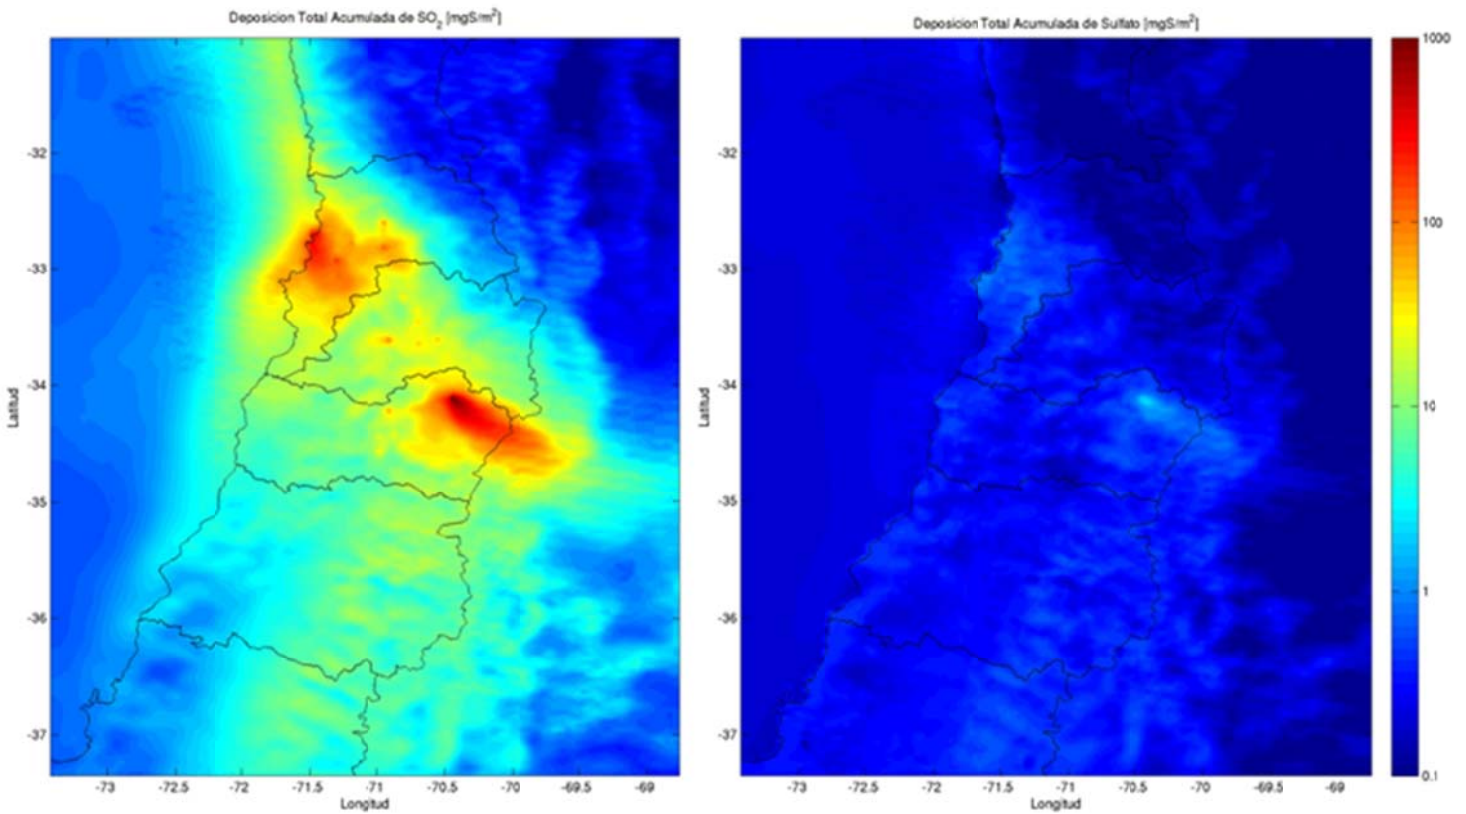 Deposicion Total Acumulada de SO2 [mgS/m2]
Deposicion Total Acumulada de Sulfato [mgS/m2]
-32
-33
-34
-35
-36
-37
Latitud
-73 -72.5 -72 -71.5 -71 -70.5 -70 -69.5 -69
Longitud
-32
-33
-34
-35
-36
-37
Latitud
-73 -72.5 -72 -71.5 -71 -70.5 -70 -69.5 -69
Longitud
1000
100
10
1
0.1